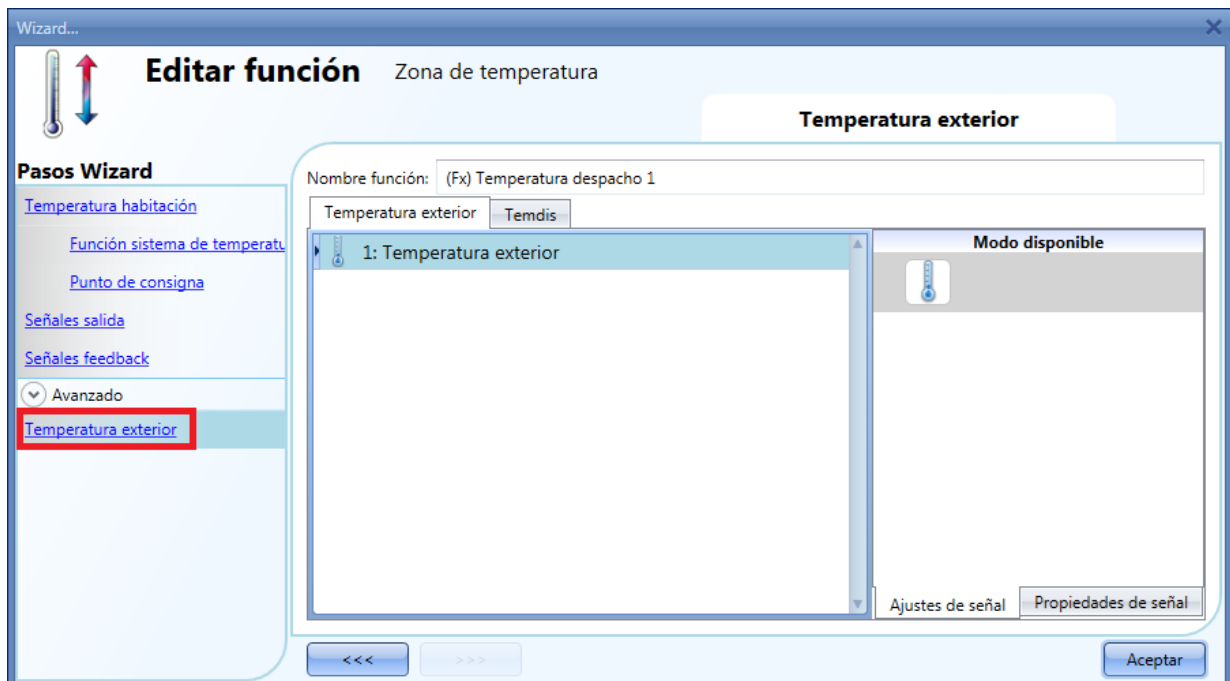 Wizard...
Editar función Zona de temperatura
Temperatura exterior
Pasos Wizard
Temperatura habitación
Función sistema de temperatu
Punto de consigna
Señales salida
Señales feedback
Avanzado
Temperatura exterior
Nombre función: (Fx) Temperatura despacho 1
Temperatura exterior Temdis
1: Temperatura exterior
Modo disponible
Ajustes de señal Propiedades de señal
<<< >>> Aceptar